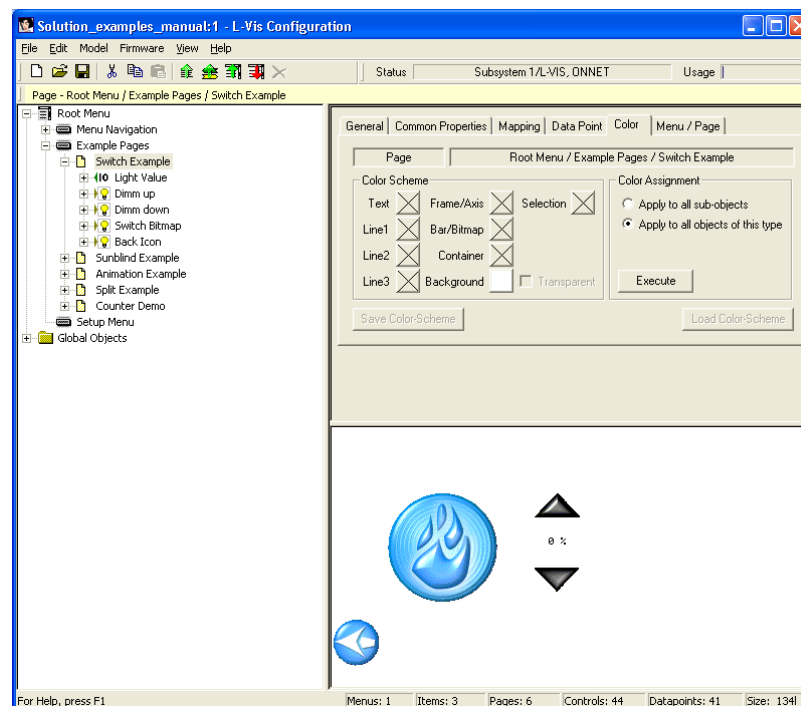 Solution_examples_manual:1 - L-Vis Configuration
File Edit Model Firmware View Help
Status Subsystem 1/L-VIS, ONNET Usage
Page - Root Menu / Example Pages / Switch Example
Root Menu
Menu Navigation
Example Pages
Switch Example
Light Value
Dimm up
Dimm down
Switch Bitmap
Back Icon
Sunblind Example
Animation Example
Split Example
Counter Demo
Setup Menu
Global Objects
General Common Properties Mapping Data Point Color Menu / Page
Page Root Menu / Example Pages / Switch Example
Color Scheme
Text Frame/Axis Selection
Line1 Bar/Bitmap
Line2 Container
Line3 Background Transparent
Color Assignment
Apply to all sub-objects
Apply to all objects of this type
Execute
Save Color-Scheme Load Color-Scheme
0 %
For Help, press F1 Menus: 1 Items: 3 Pages: 6 Controls: 44 Datapoints: 41 Size: 134